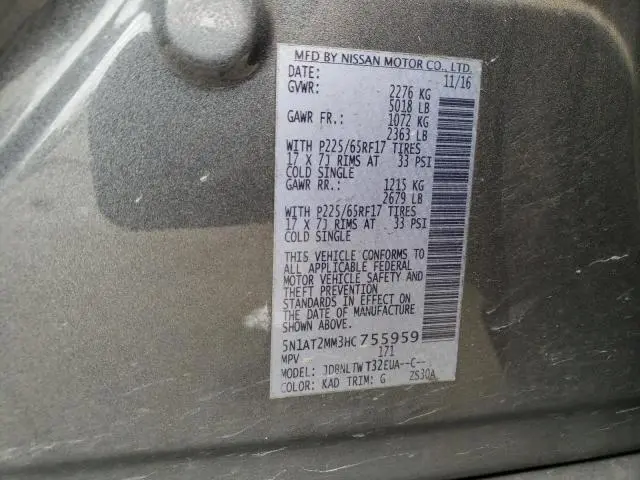 MFD BY NISSAN MOTOR CO., LTD.
DATE: 11/16
GVWR: 2276 KG
5018 LB
GAWR FR.: 1072 KG
2363 LB
WITH P225/65RF17 TIRES
17 X 7J RIMS AT 33 PSI
COLD SINGLE
GAWR RR.: 1215 KG
2679 LB
WITH P225/65RF17 TIRES
17 X 7J RIMS AT 33 PSI
COLD SINGLE
THIS VEHICLE CONFORMS TO
ALL APPLICABLE FEDERAL
MOTOR VEHICLE SAFETY AND
THEFT PREVENTION
STANDARDS IN EFFECT ON
THE DATE OF MANUFACTURE
SHOWN ABOVE.
5N1AT2MM3HC755959
MPV 171
MODEL: JDBNLTWT32EUA--C--
COLOR: KAD TRIM: G ZS30A